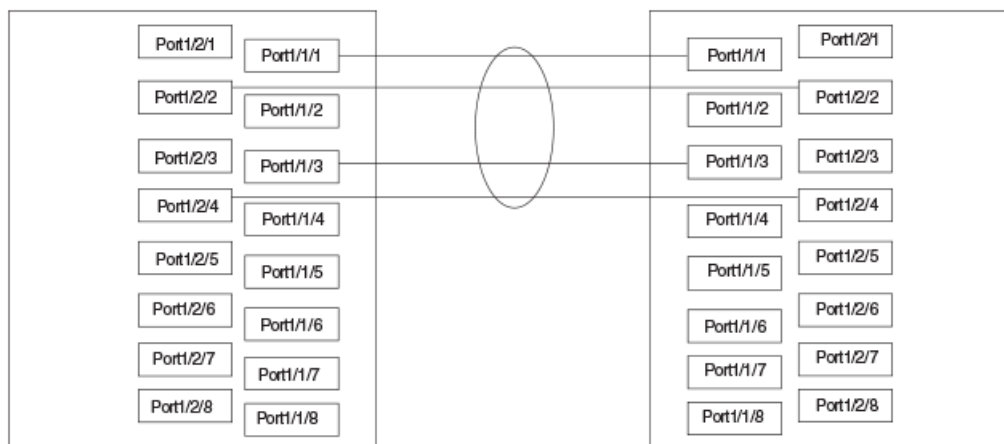 Port1/2/1
Port1/1/1
Port1/2/2
Port1/1/2
Port1/2/3
Port1/1/3
Port1/2/4
Port1/1/4
Port1/2/5
Port1/1/5
Port1/2/6
Port1/1/6
Port1/2/7
Port1/1/7
Port1/2/8
Port1/1/8
Port1/2/1
Port1/1/1
Port1/2/2
Port1/1/2
Port1/2/3
Port1/1/3
Port1/2/4
Port1/1/4
Port1/2/5
Port1/1/5
Port1/2/6
Port1/1/6
Port1/2/7
Port1/1/7
Port1/2/8
Port1/1/8